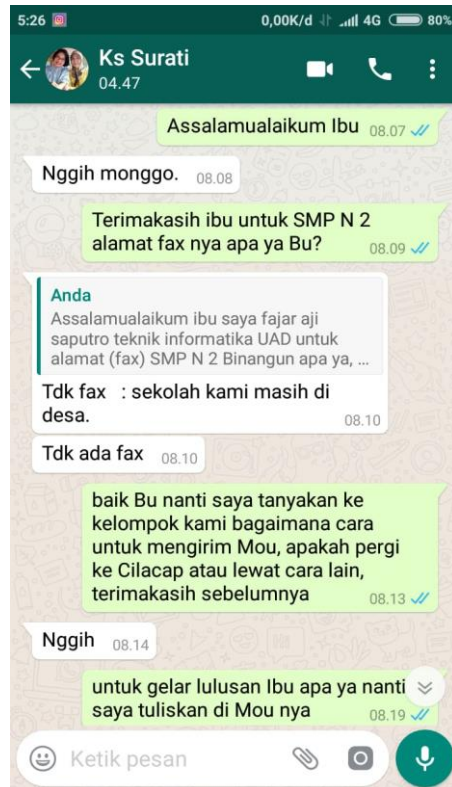 5:26 0,00K/d 4G 80%
Ks Surati
04.47
Assalamualaikum Ibu 08.07
Nggih monggo. 08.08
Terimakasih ibu untuk SMP N 2
alamat fax nya apa ya Bu? 08.09
Anda
Assalamualaikum ibu saya fajar aji
saputro teknik informatika UAD untuk
alamat (fax) SMP N 2 Binangun apa ya, ...
Tdk fax : sekolah kami masih di
desa. 08.10
Tdk ada fax 08.10
baik Bu nanti saya tanyakan ke
kelompok kami bagaimana cara
untuk mengirim Mou, apakah pergi
ke Cilacap atau lewat cara lain,
terimakasih sebelumnya 08.13
Nggih 08.14
untuk gelar lulusan Ibu apa ya nanti
saya tuliskan di Mou nya 08.19
Ketik pesan